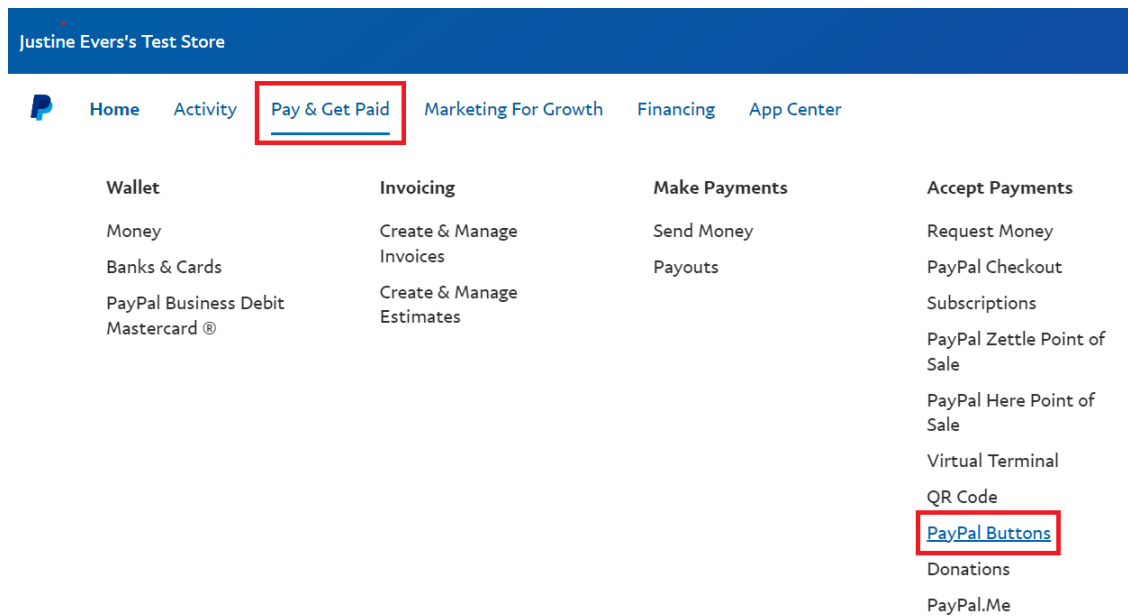 Justine Evers's Test Store
Home Activity Pay & Get Paid Marketing For Growth Financing App Center
Wallet
Money
Banks & Cards
PayPal Business Debit
Mastercard ®
Invoicing
Create & Manage
Invoices
Create & Manage
Estimates
Make Payments
Send Money
Payouts
Accept Payments
Request Money
PayPal Checkout
Subscriptions
PayPal Zettle Point of
Sale
PayPal Here Point of
Sale
Virtual Terminal
QR Code
PayPal Buttons
Donations
PayPal.Me